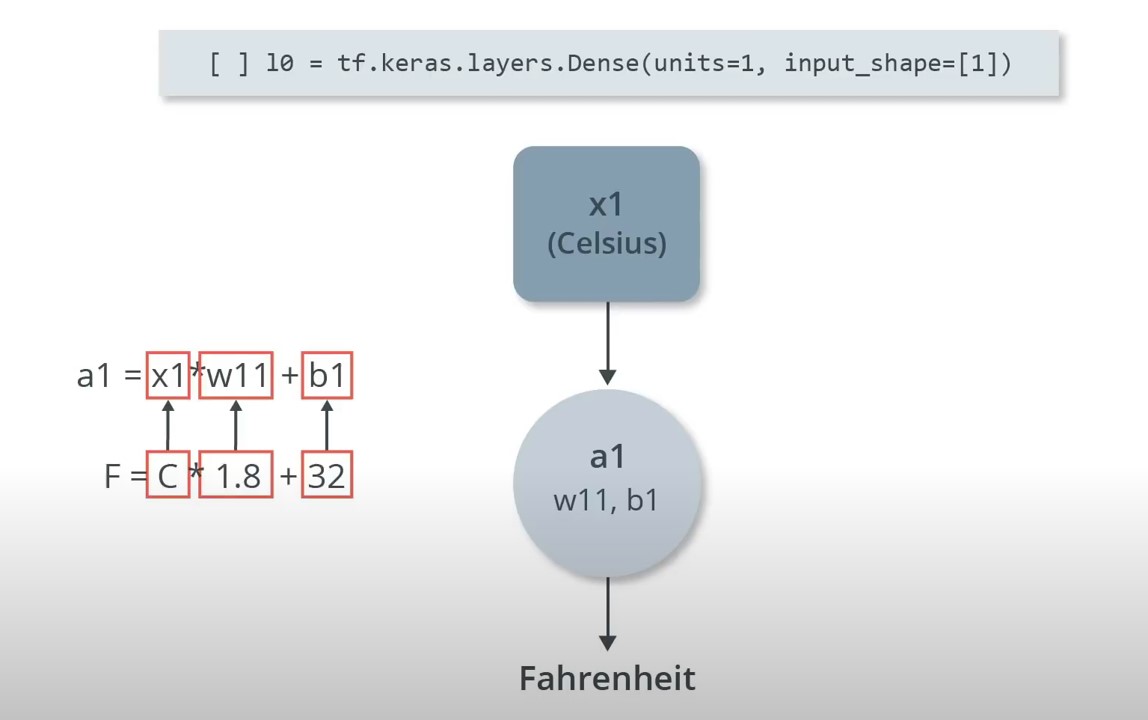 [ ] l0 = tf.keras.layers.Dense(units=1, input_shape=[1])
x1
(Celsius)
a1 = x1*w11 + b1
F = C * 1.8 + 32
a1
w11, b1
Fahrenheit